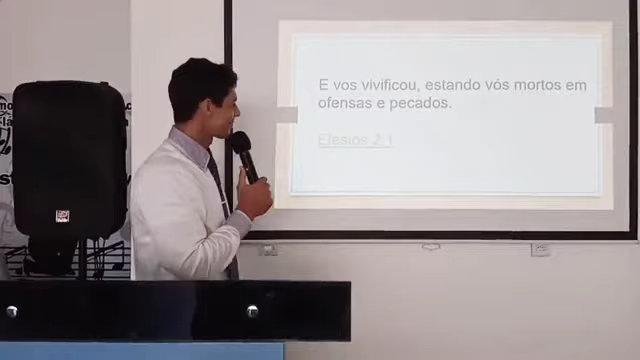 E vos vivificou, estando vós mortos em
ofensas e pecados.
Efésios 2:1